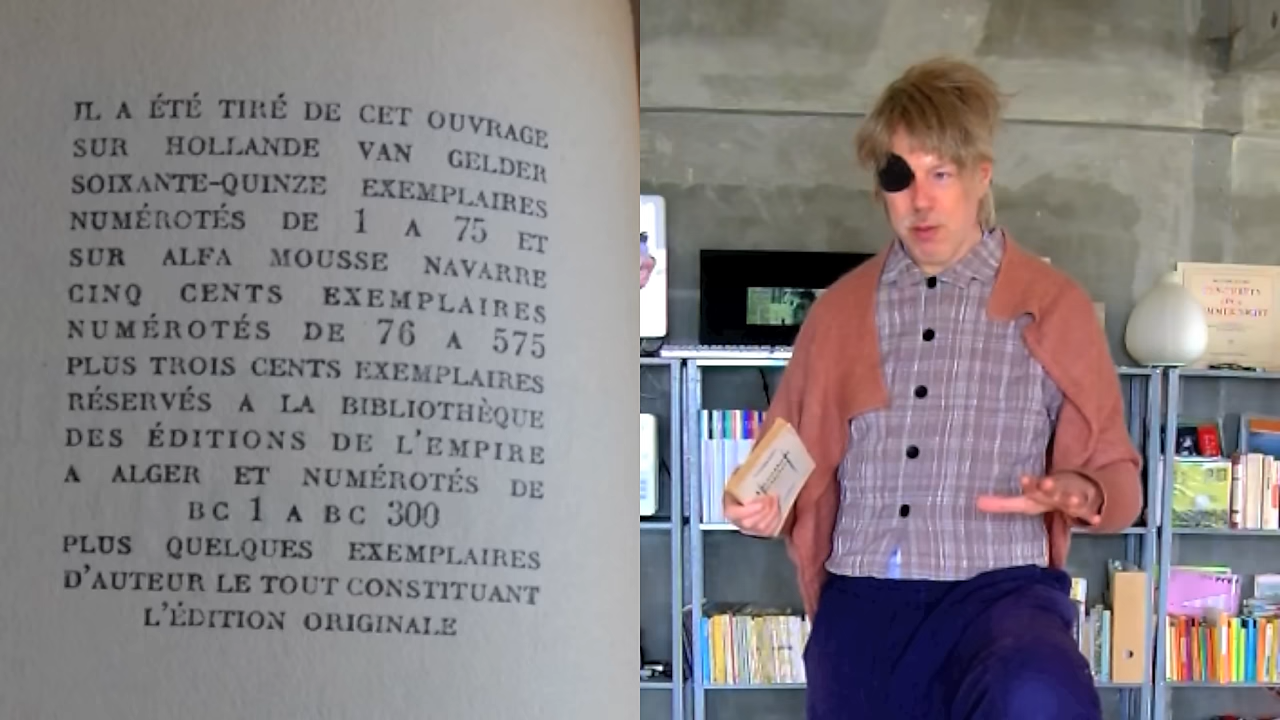 IL A ÉTÉ TIRÉ DE CET OUVRAGE
SUR HOLLANDE VAN GELDER
SOIXANTE-QUINZE EXEMPLAIRES
NUMÉROTÉS DE 1 A 75 ET
SUR ALFA MOUSSE NAVARRE
CINQ CENTS EXEMPLAIRES
NUMÉROTÉS DE 76 A 575
PLUS TROIS CENTS EXEMPLAIRES
RÉSERVÉS A LA BIBLIOTHÈQUE
DES ÉDITIONS DE L'EMPIRE
A ALGER ET NUMÉROTÉS DE
BC 1 A BC 300
PLUS QUELQUES EXEMPLAIRES
D'AUTEUR LE TOUT CONSTITUANT
L'ÉDITION ORIGINALE